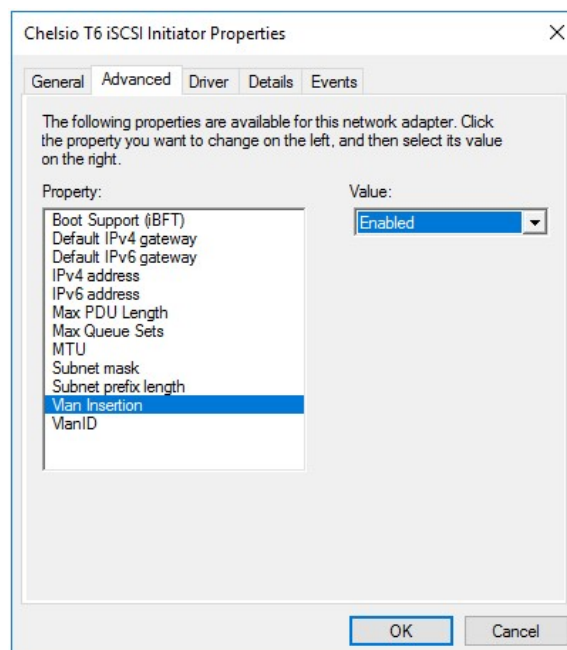 Chelsio T6 iSCSI Initiator Properties
General Advanced Driver Details Events
The following properties are available for this network adapter. Click
the property you want to change on the left, and then select its value
on the right.
Property:
Value:
Boot Support (iBFT)
Default IPv4 gateway
Default IPv6 gateway
IPv4 address
IPv6 address
Max PDU Length
Max Queue Sets
MTU
Subnet mask
Subnet prefix length
Vlan Insertion
VlanID
Enabled
OK
Cancel